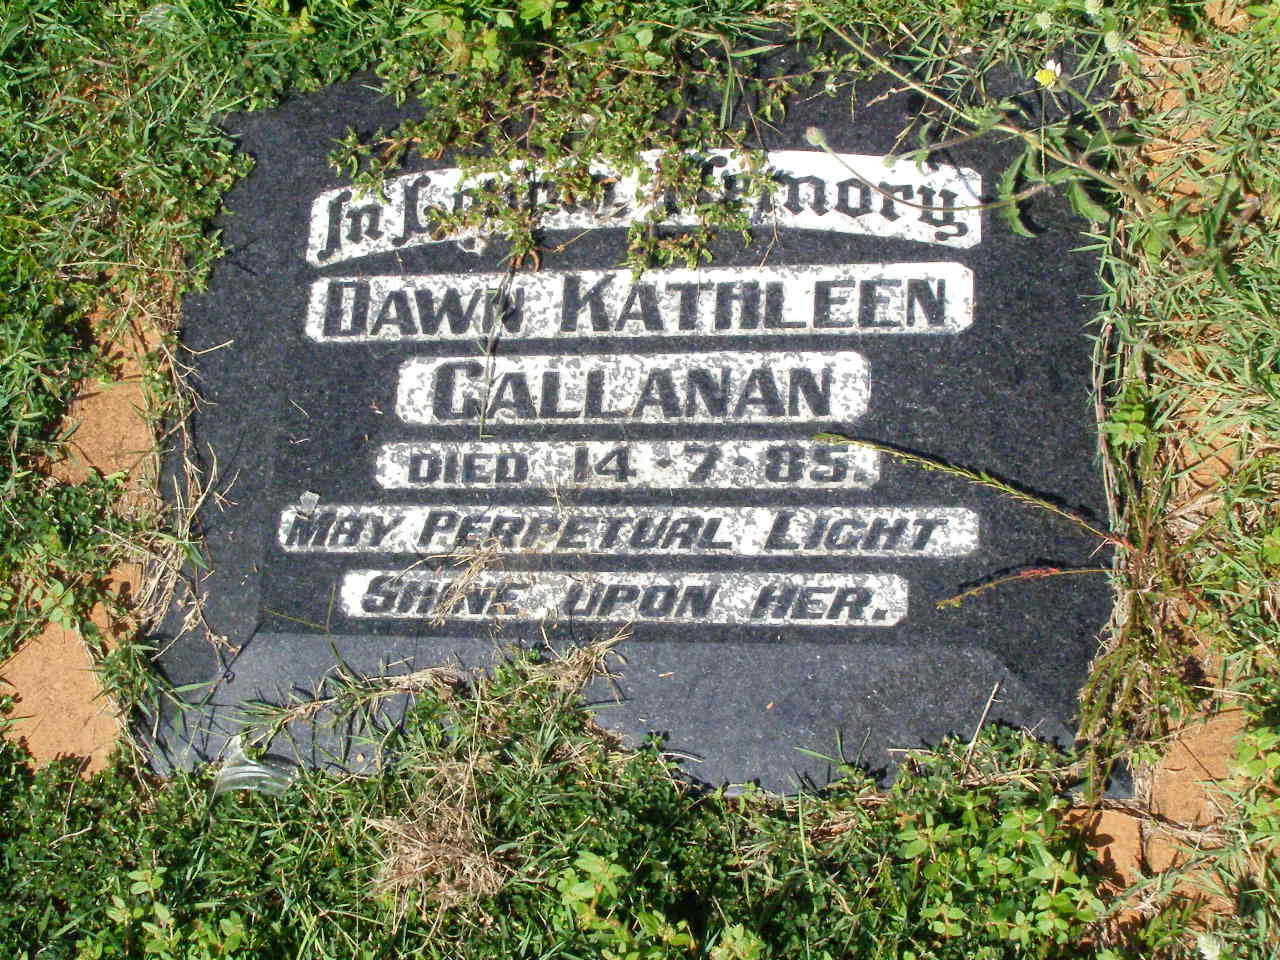 In Loving Memory
DAWN KATHLEEN
CALLANAN
DIED 14·7·85.
MAY PERPETUAL LIGHT
SHINE UPON HER.